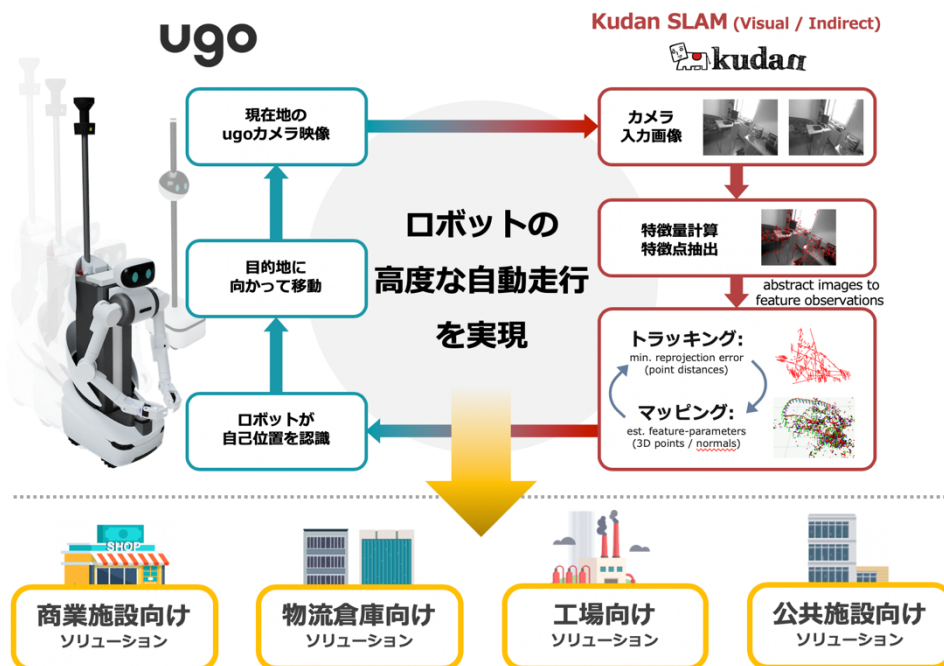 ugo
Kudan SLAM (Visual / Indirect)
kudan
現在地の
ugoカメラ映像
カメラ
入力画像
目的地に
向かって移動
特徴量計算
特徴点抽出
abstract images to
feature observations
ロボットの
高度な自動走行
を実現
トラッキング:
min. reprojection error
(point distances)
マッピング:
est. feature-parameters
(3D points / normals)
ロボットが
自己位置を認識
SHOP
商業施設向け
ソリューション
物流倉庫向け
ソリューション
工場向け
ソリューション
公共施設向け
ソリューション